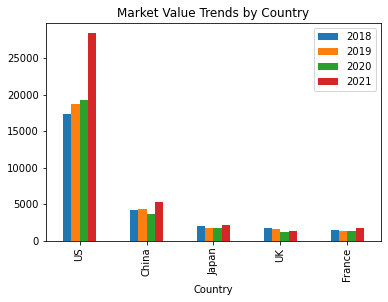 Market Value Trends by Country
2018
2019
2020
2021
25000
20000
15000
10000
5000
0
US
China
Japan
UK
France
Country